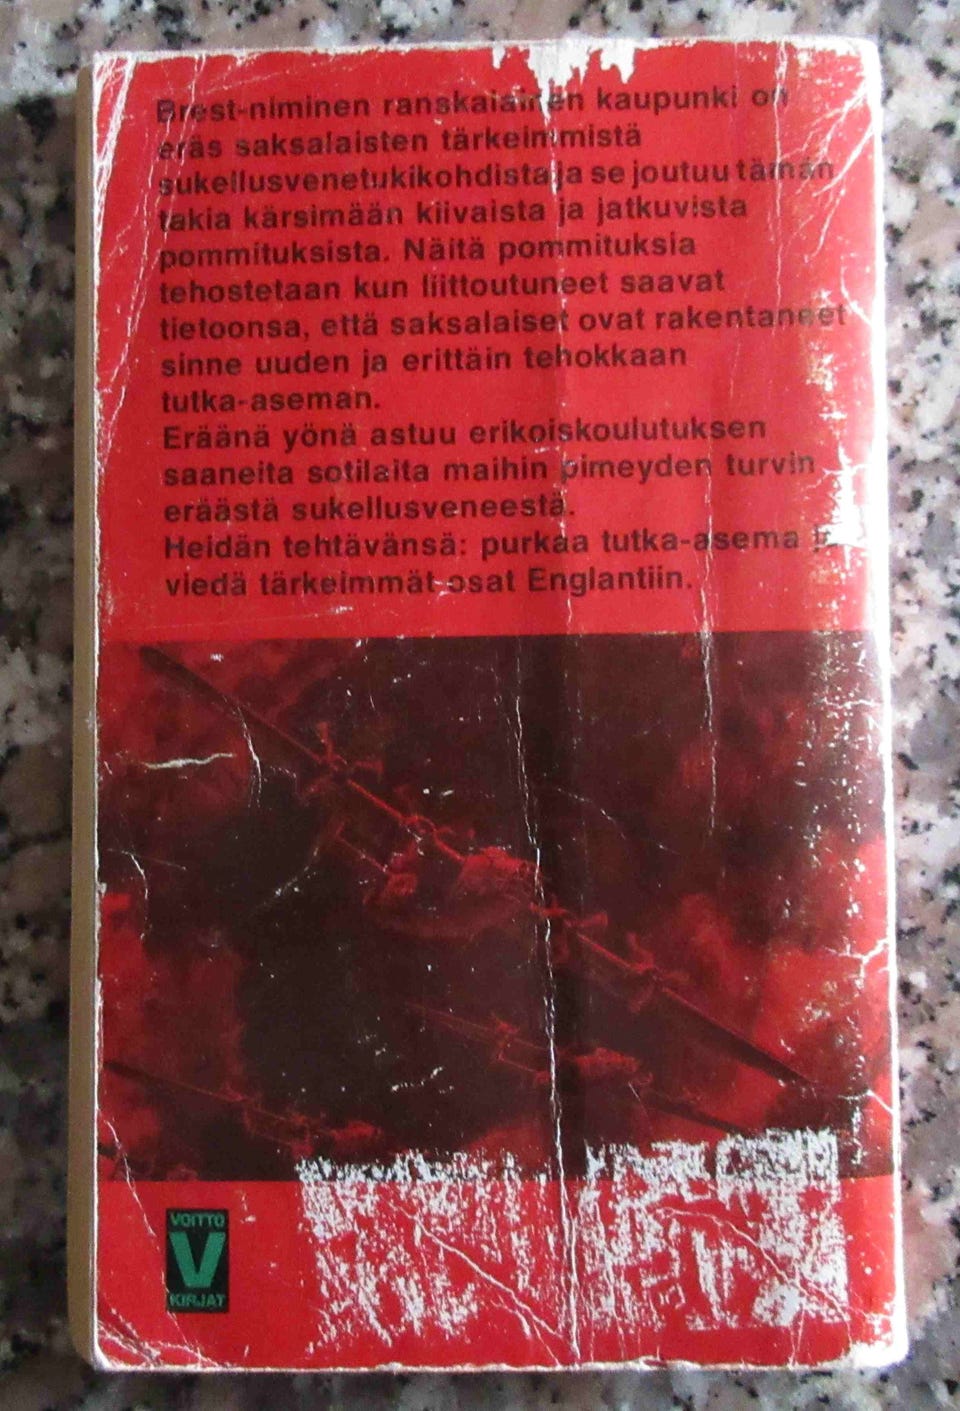 Brest-niminen ranskalainen kaupunki on
eräs saksalaisten tärkeimmistä
sukellusvenetukikohdista ja se joutuu tämän
takia kärsimään kiivaista ja jatkuvista
pommituksista. Näitä pommituksia
tehostetaan kun liittoutuneet saavat
tietoonsa, että saksalaiset ovat rakentaneet
sinne uuden ja erittäin tehokkaan
tutka-aseman.
Eräänä yönä astuu erikoiskoulutuksen
saaneita sotilaita maihin pimeyden turvin
eräästä sukellusveneestä.
Heidän tehtävänsä: purkaa tutka-asema ja
viedä tärkeimmät osat Englantiin.
VOITTO
V
KIRJAT